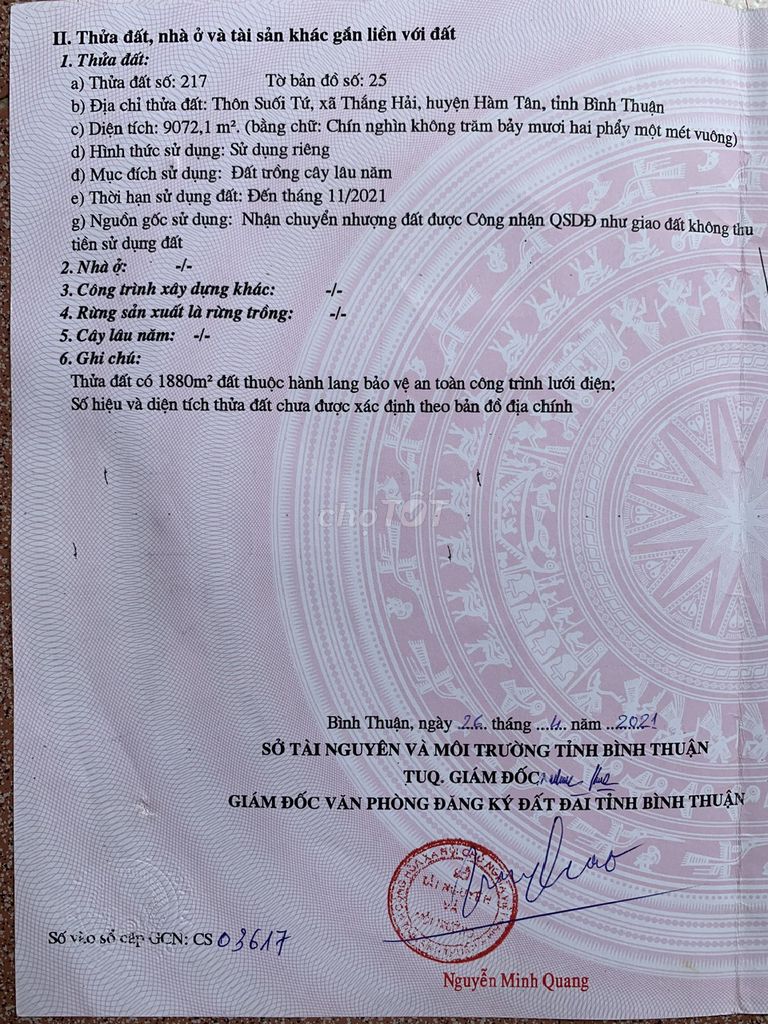 II. Thửa đất, nhà ở và tài sản khác gắn liền với đất
1. Thửa đất:
a) Thửa đất số: 217 Tờ bản đồ số: 25
b) Địa chỉ thửa đất: Thôn Suối Tứ, xã Thắng Hải, huyện Hàm Tân, tỉnh Bình Thuận
c) Diện tích: 9072,1 m². (bằng chữ: Chín nghìn không trăm bảy mươi hai phẩy một mét vuông)
d) Hình thức sử dụng: Sử dụng riêng
đ) Mục đích sử dụng: Đất trồng cây lâu năm
e) Thời hạn sử dụng đất: Đến tháng 11/2021
g) Nguồn gốc sử dụng: Nhận chuyển nhượng đất được Công nhận QSDĐ như giao đất không thu
tiền sử dụng đất
2. Nhà ở: -/-
3. Công trình xây dựng khác: -/-
4. Rừng sản xuất là rừng trồng: -/-
5. Cây lâu năm: -/-
6. Ghi chú:
Thửa đất có 1880m² đất thuộc hành lang bảo vệ an toàn công trình lưới điện;
Số hiệu và diện tích thửa đất chưa được xác định theo bản đồ địa chính
chợTỐT
Bình Thuận, ngày 26 tháng 4 năm 2021
SỞ TÀI NGUYÊN VÀ MÔI TRƯỜNG TỈNH BÌNH THUẬN
TUQ. GIÁM ĐỐC
GIÁM ĐỐC VĂN PHÒNG ĐĂNG KÝ ĐẤT ĐAI TỈNH BÌNH THUẬN
TÀI NGUYÊN
VÀ
Số vào sổ cấp GCN: CS 03617
Nguyễn Minh Quang